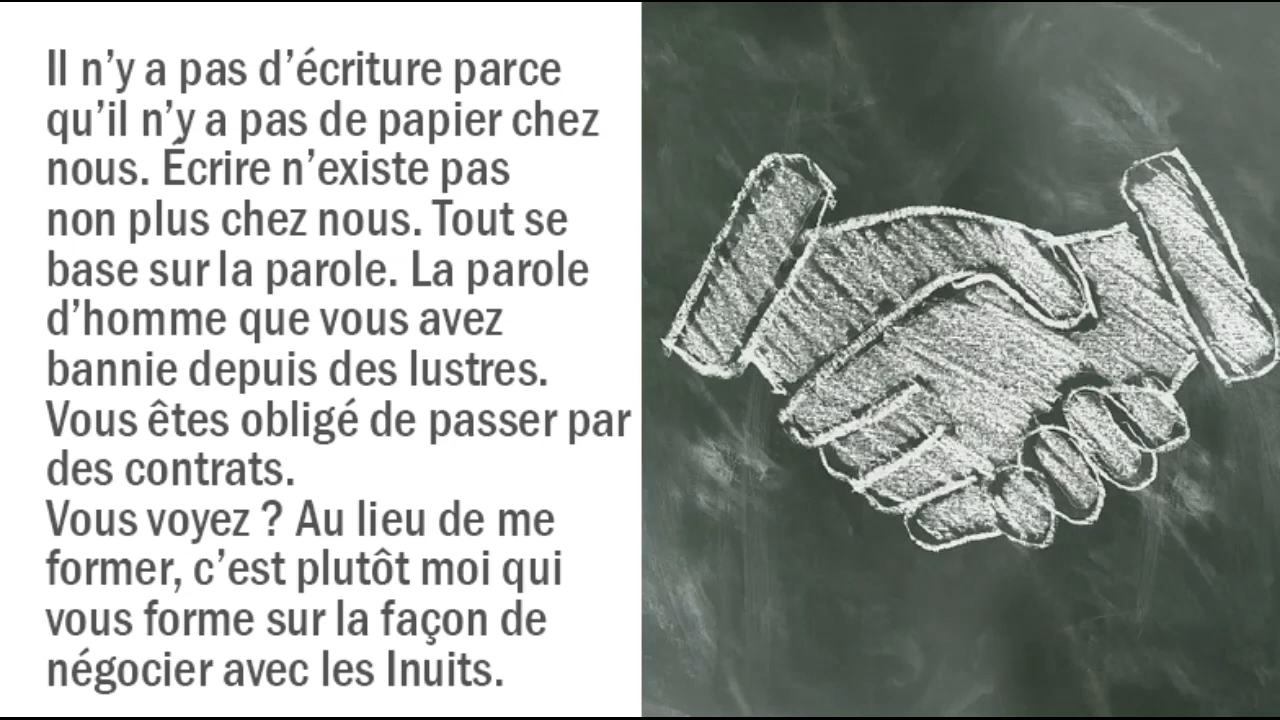 Il n’y a pas d’écriture parce
qu’il n’y a pas de papier chez
nous. Écrire n’existe pas
non plus chez nous. Tout se
base sur la parole. La parole
d’homme que vous avez
bannie depuis des lustres.
Vous êtes obligé de passer par
des contrats.
Vous voyez ? Au lieu de me
former, c’est plutôt moi qui
vous forme sur la façon de
négocier avec les Inuits.